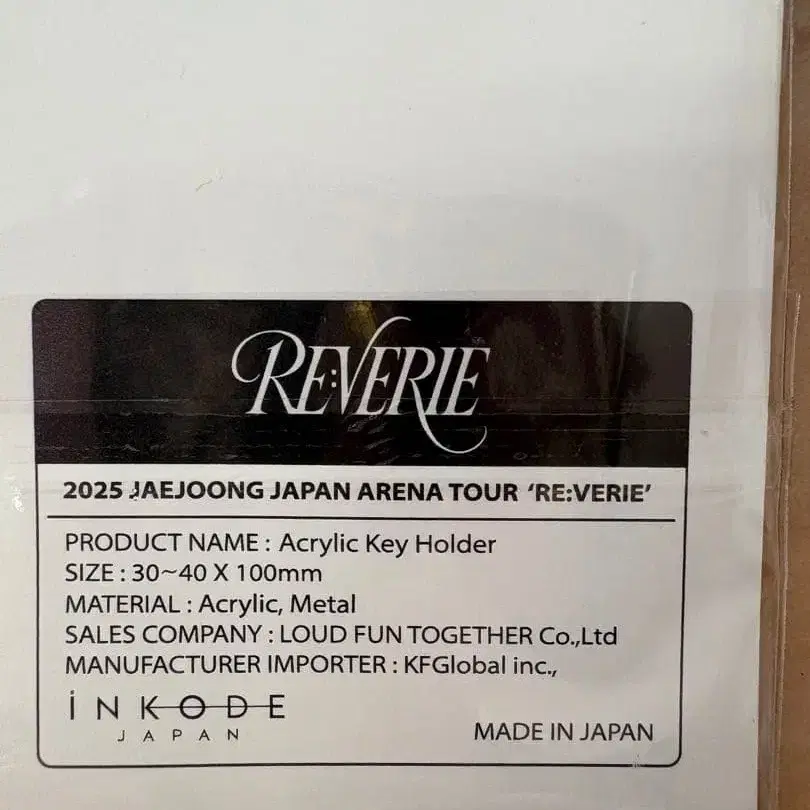 RE:VERIE
2025 JAEJOONG JAPAN ARENA TOUR ‘RE:VERIE’
PRODUCT NAME : Acrylic Key Holder
SIZE : 30~40 X 100mm
MATERIAL : Acrylic, Metal
SALES COMPANY : LOUD FUN TOGETHER Co.,Ltd
MANUFACTURER IMPORTER : KFGlobal inc.,
iNKODE
JAPAN
MADE IN JAPAN